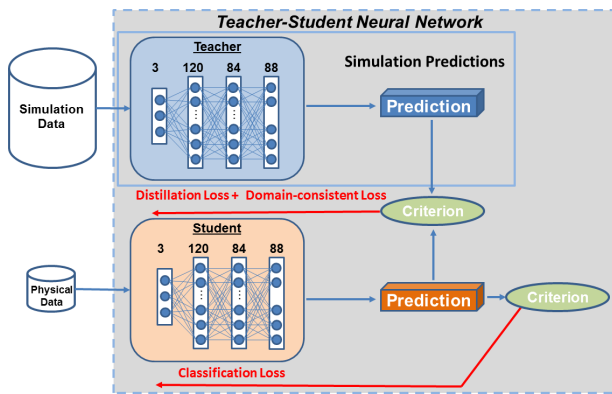 Teacher-Student Neural Network
Teacher
3 120 84 88
Simulation Predictions
Simulation
Data
Prediction
Distillation Loss + Domain-consistent Loss
Criterion
Student
3 120 84 88
Physical
Data
Prediction
Criterion
Classification Loss